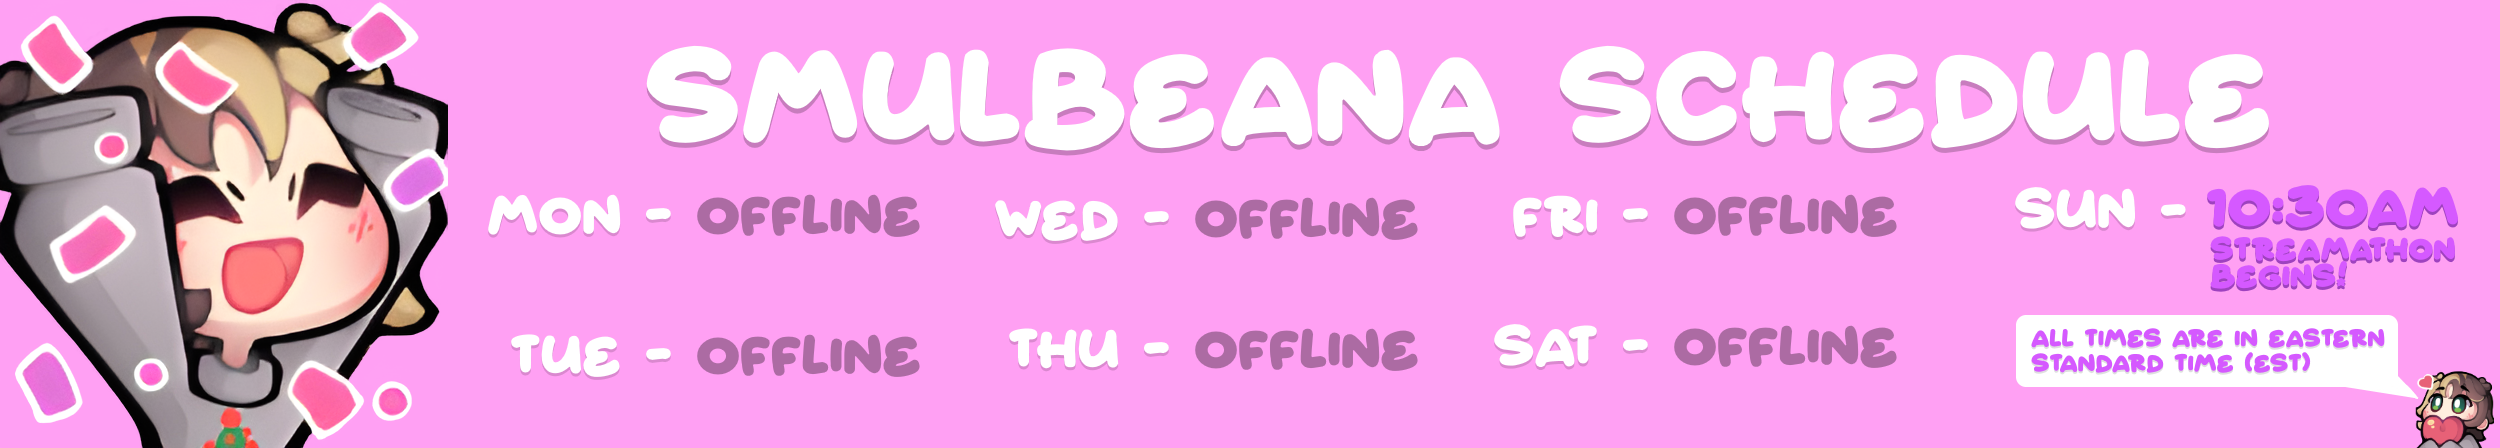 SMULBEANA SCHEDULE
MON - OFFLINE
TUE - OFFLINE
WED - OFFLINE
THU - OFFLINE
FRI - OFFLINE
SAT - OFFLINE
SUN - 10:30AM
STREAMATHON
BEGINS!
ALL TIMES ARE IN EASTERN
STANDARD TIME (EST)